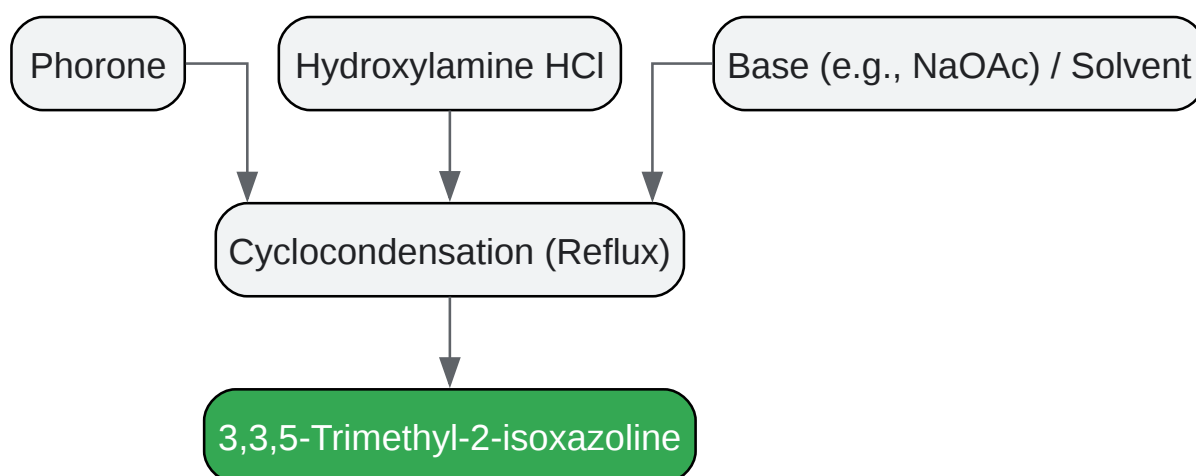 Phorone
Hydroxylamine HCl
Base (e.g., NaOAc) / Solvent
Cyclocondensation (Reflux)
3,3,5-Trimethyl-2-isoxazoline